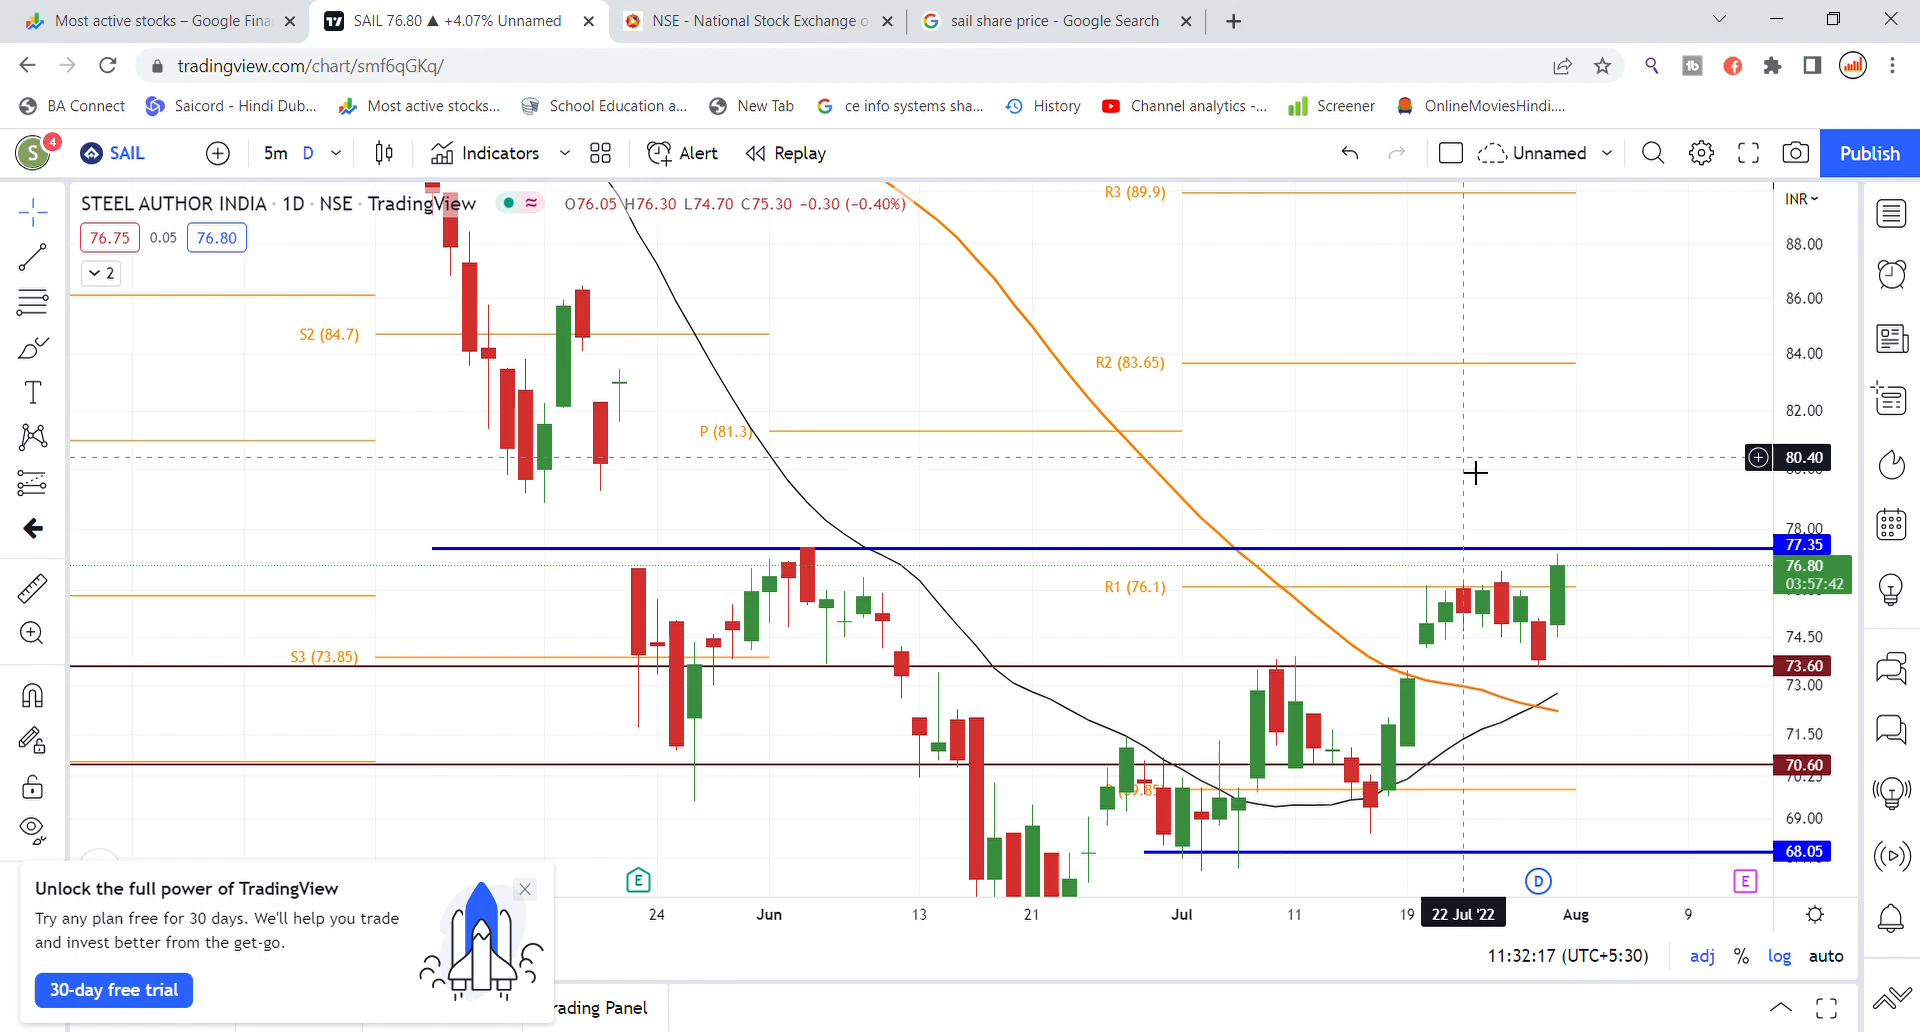 Most active stocks – Google Fina
SAIL 76.80 ▲ +4.07% Unnamed
NSE - National Stock Exchange o
sail share price - Google Search
tradingview.com/chart/smf6qGKq/
BA Connect
Saicord - Hindi Dub...
Most active stocks...
School Education a...
New Tab
ce info systems sha...
History
Channel analytics -...
Screener
OnlineMoviesHindi....
S
4
SAIL
5m
D
Indicators
Alert
Replay
Unnamed
Publish
STEEL AUTHOR INDIA · 1D · NSE · TradingView
O76.05 H76.30 L74.70 C75.30 −0.30 (−0.40%)
76.75
0.05
76.80
2
INR
R3 (89.9)
88.00
86.00
S2 (84.7)
84.00
R2 (83.65)
82.00
P (81.3)
80.40
78.00
77.35
76.80
03:57:42
R1 (76.1)
74.50
S3 (73.85)
73.60
73.00
71.50
70.60
69.00
68.05
E
D
E
24
Jun
13
21
Jul
11
19
22 Jul '22
Aug
9
Unlock the full power of TradingView
Try any plan free for 30 days. We'll help you trade
and invest better from the get-go.
30-day free trial
11:32:17 (UTC+5:30)
adj
%
log
auto
rading Panel